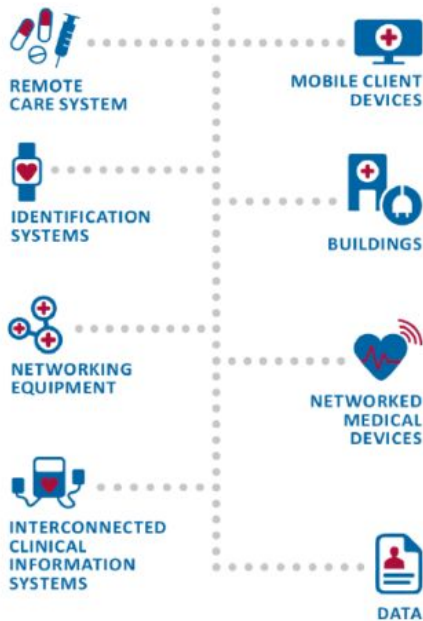 REMOTE
CARE SYSTEM
MOBILE CLIENT
DEVICES
IDENTIFICATION
SYSTEMS
BUILDINGS
NETWORKING
EQUIPMENT
NETWORKED
MEDICAL
DEVICES
INTERCONNECTED
CLINICAL
INFORMATION
SYSTEMS
DATA